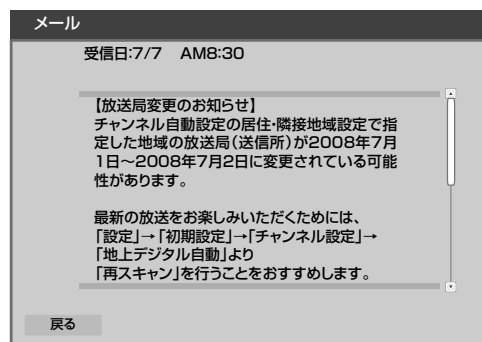 メール
受信日:7/7 AM8:30
【放送局変更のお知らせ】
チャンネル自動設定の居住・隣接地域設定で指
定した地域の放送局(送信所)が2008年7月
1日〜2008年7月2日に変更されている可能
性があります。
最新の放送をお楽しみいただくためには、
「設定」→「初期設定」→「チャンネル設定」→
「地上デジタル自動」より
「再スキャン」を行うことをおすすめします。
戻る